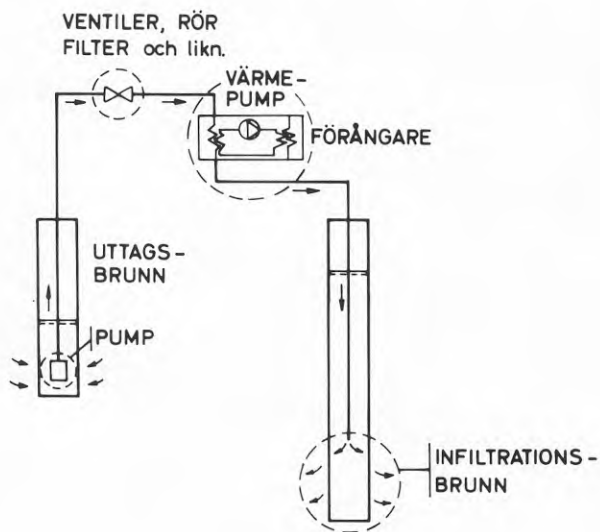 VENTILER, RÖR
FILTER och likn.
VÄRME-
PUMP
FÖRÅNGARE
UTTAGS-
BRUNN
PUMP
INFILTRATIONS-
BRUNN